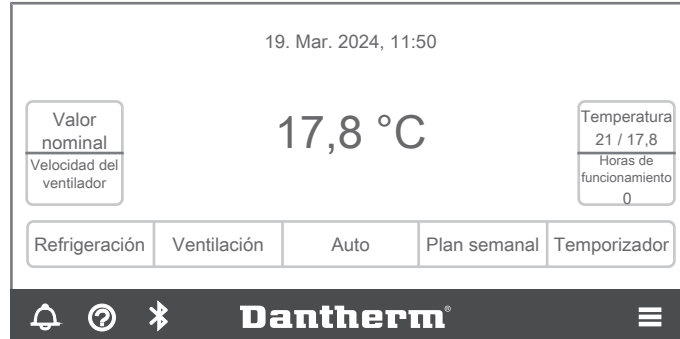 19. Mar. 2024, 11:50
Valor
nominal
Velocidad del
ventilador
17,8 °C
Temperatura
21 / 17,8
Horas de
funcionamiento
0
Refrigeración
Ventilación
Auto
Plan semanal
Temporizador
Dantherm®